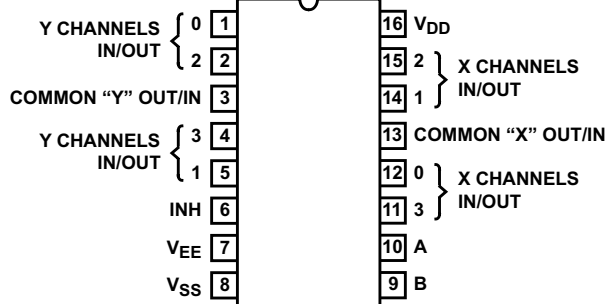 Y CHANNELS
IN/OUT
0 1
2 2
COMMON “Y” OUT/IN 3
Y CHANNELS
IN/OUT
3 4
1 5
INH 6
VEE 7
VSS 8
16 VDD
15 2
14 1
X CHANNELS
IN/OUT
13 COMMON “X” OUT/IN
12 0
11 3
X CHANNELS
IN/OUT
10 A
9 B